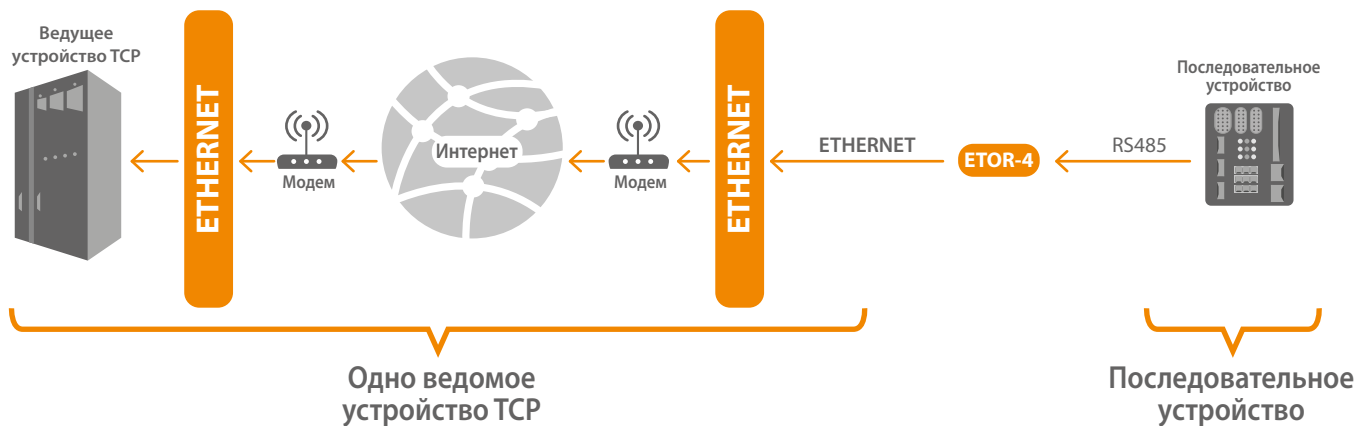 Ведущее
устройство TCP
ETHERNET
Модем
Интернет
Модем
ETHERNET
ETHERNET
ETOR-4
RS485
Последовательное
устройство
Одно ведомое
устройство TCP
Последовательное
устройство